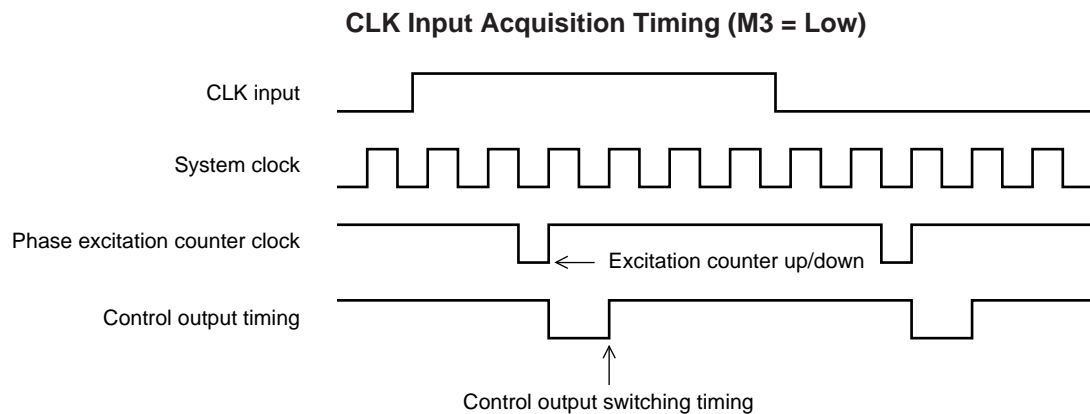 CLK Input Acquisition Timing (M3 = Low)
CLK input
System clock
Phase excitation counter clock
Excitation counter up/down
Control output timing
Control output switching timing